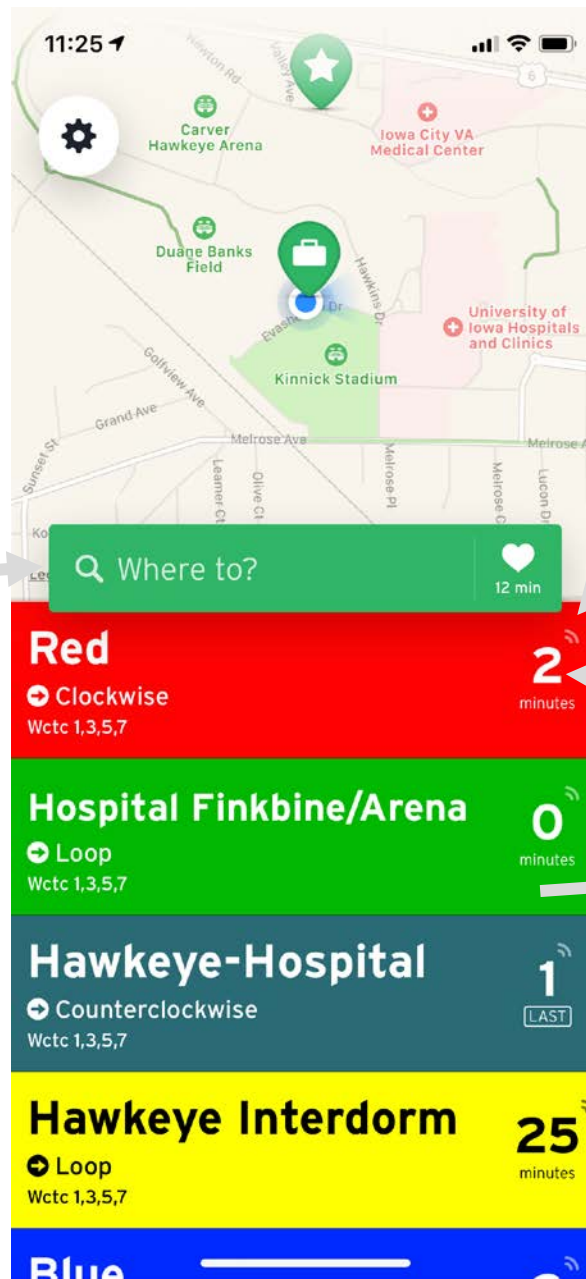 11:25
Newton Rd
Valley Ave
6
Carver
Hawkeye Arena
Iowa City VA
Medical Center
Duane Banks
Field
Hawkins Dr
Dr
University of
Iowa Hospitals
and Clinics
Kinnick Stadium
Golfview Ave
Grand Ave
Sunset St
Melrose Ave
Melrose A
Leamer Ct
Olive Ct
Melrose Pl
Melrose C
Lucon D
Ko
Where to?
12 min
Red
2
Clockwise
minutes
Wctc 1,3,5,7
Hospital Finkbine/Arena
0
Loop
minutes
Wctc 1,3,5,7
Hawkeye-Hospital
1
Counterclockwise
LAST
Wctc 1,3,5,7
Hawkeye Interdorm
25
Loop
minutes
Wctc 1,3,5,7
Blue